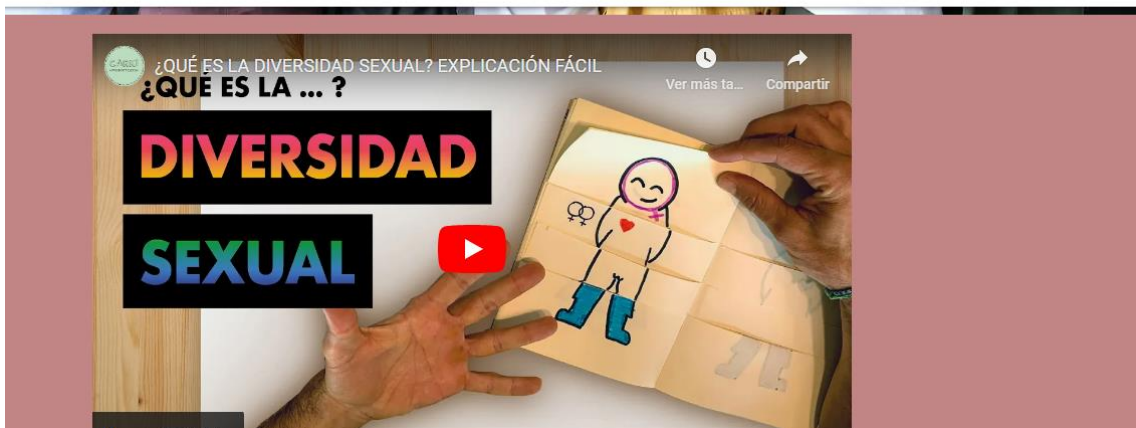 ¿QUÉ ES LA DIVERSIDAD SEXUAL? EXPLICACIÓN FÁCIL
Ver más ta...
Compartir
¿QUÉ ES LA ... ?
DIVERSIDAD
SEXUAL